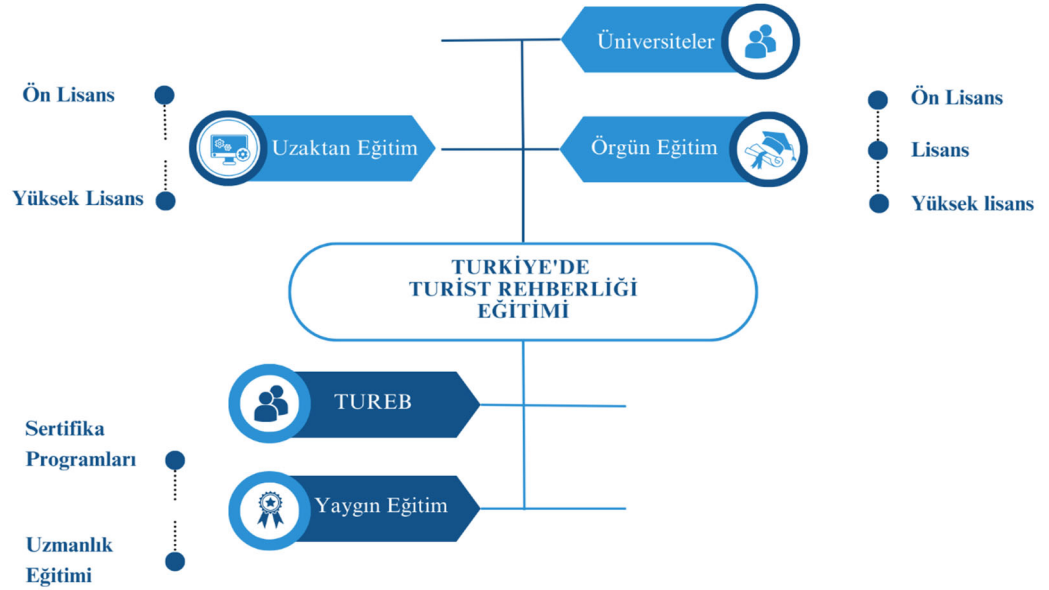 Üniversiteler
Ön Lisans
Uzaktan Eğitim
Yüksek Lisans
Örgün Eğitim
Ön Lisans
Lisans
Yüksek lisans
TURKİYE'DE
TURİST REHBERLİĞİ
EĞİTİMİ
TUREB
Sertifika
Programları
Yaygın Eğitim
Uzmanlık
Eğitimi